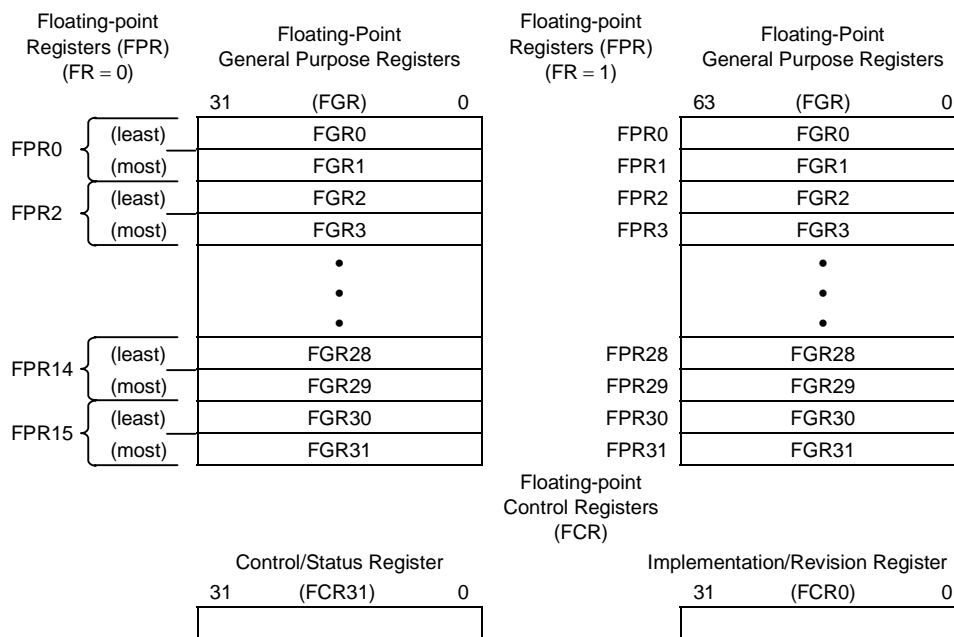 Floating-point
Registers (FPR)
(FR = 0)
Floating-Point
General Purpose Registers
31 (FGR) 0
FPR0 (least) FGR0
(most) FGR1
FPR2 (least) FGR2
(most) FGR3
FPR14 (least) FGR28
(most) FGR29
FPR15 (least) FGR30
(most) FGR31
Floating-point
Registers (FPR)
(FR = 1)
Floating-Point
General Purpose Registers
63 (FGR) 0
FPR0 FGR0
FPR1 FGR1
FPR2 FGR2
FPR3 FGR3
FPR28 FGR28
FPR29 FGR29
FPR30 FGR30
FPR31 FGR31
Floating-point
Control Registers
(FCR)
Control/Status Register
31 (FCR31) 0
Implementation/Revision Register
31 (FCR0) 0